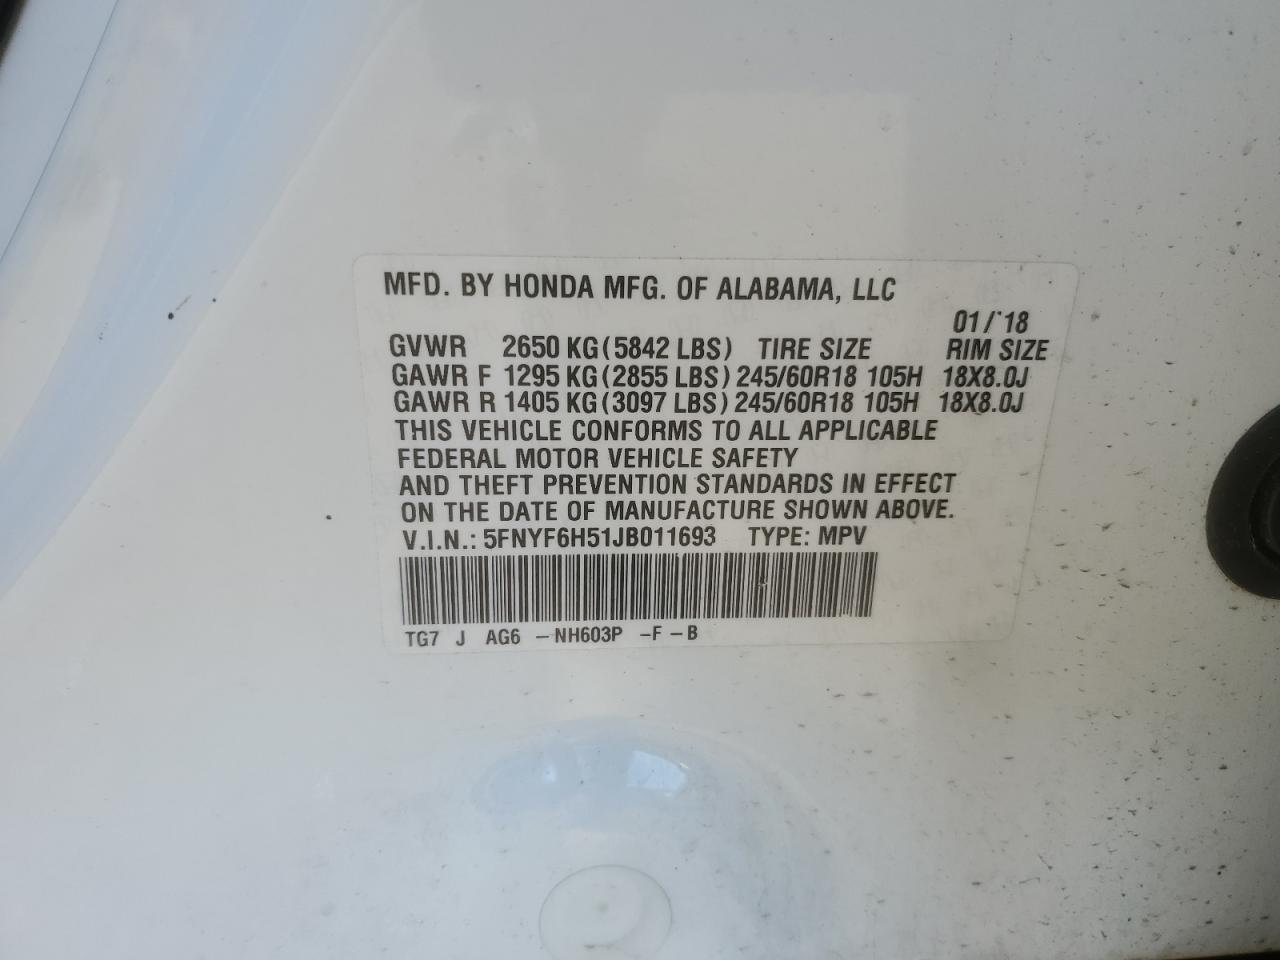 MFD. BY HONDA MFG. OF ALABAMA, LLC
01/'18
GVWR 2650 KG(5842 LBS) TIRE SIZE RIM SIZE
GAWR F 1295 KG(2855 LBS) 245/60R18 105H 18X8.0J
GAWR R 1405 KG(3097 LBS) 245/60R18 105H 18X8.0J
THIS VEHICLE CONFORMS TO ALL APPLICABLE
FEDERAL MOTOR VEHICLE SAFETY
AND THEFT PREVENTION STANDARDS IN EFFECT
ON THE DATE OF MANUFACTURE SHOWN ABOVE.
V.I.N.: 5FNYF6H51JB011693 TYPE: MPV
TG7 J AG6 -NH603P -F-B